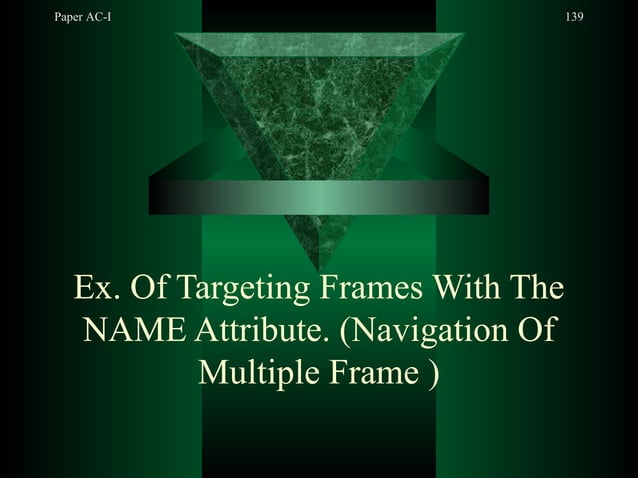 Paper AC-I 139
Ex. Of Targeting Frames With The
NAME Attribute. (Navigation Of
Multiple Frame )